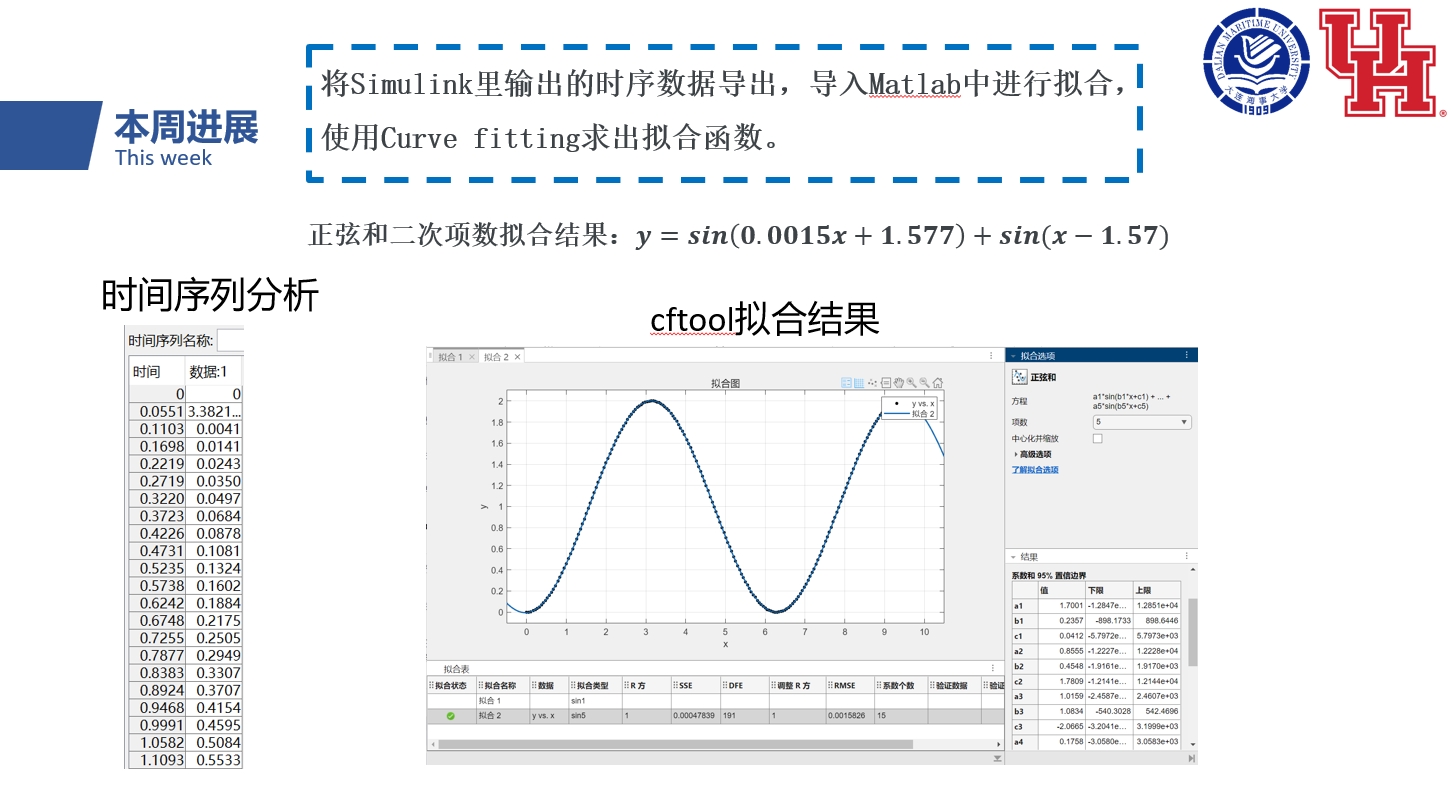 DALIAN MARITIME UNIVERSITY
大连海事大学
1909
UH
®
将Simulink里输出的时序数据导出，导入Matlab中进行拟合，
使用Curve fitting求出拟合函数。
本周进展
This week
正弦和二次项数拟合结果：y = sin(0.0015x + 1.577) + sin(x − 1.57)
时间序列分析
时间序列名称:
时间 数据:1
0 0
0.0551 3.3821...
0.1103 0.0041
0.1698 0.0141
0.2219 0.0243
0.2719 0.0350
0.3220 0.0497
0.3723 0.0684
0.4226 0.0878
0.4731 0.1081
0.5235 0.1324
0.5738 0.1602
0.6242 0.1884
0.6748 0.2175
0.7255 0.2505
0.7877 0.2949
0.8383 0.3307
0.8924 0.3707
0.9468 0.4154
0.9991 0.4595
1.0582 0.5084
1.1093 0.5533
cftool拟合结果
拟合 1 × 拟合 2 ×
拟合图
y vs. x
拟合 2
2
1.8
1.6
1.4
1.2
1
0.8
0.6
0.4
0.2
0
y
0 1 2 3 4 5 6 7 8 9 10
x
拟合选项
正弦和
方程 a1*sin(b1*x+c1) + ... +
a5*sin(b5*x+c5)
项数 5
中心化并缩放
高级选项
了解拟合选项
结果
系数和 95% 置信边界
值 下限 上限
a1 1.7001 -1.2847e... 1.2851e+04
b1 0.2357 -898.1733 898.6446
c1 0.0412 -5.7972e... 5.7973e+03
a2 0.8555 -1.2227e... 1.2228e+04
b2 0.4548 -1.9161e... 1.9170e+03
c2 1.7809 -1.2141e... 1.2144e+04
a3 1.0159 -2.4587e... 2.4607e+03
b3 1.0834 -540.3028 542.4696
c3 -2.0665 -3.2041e... 3.1999e+03
a4 0.1758 -3.0580e... 3.0583e+03
拟合表
拟合状态 拟合名称 数据 拟合类型 R 方 SSE DFE 调整 R 方 RMSE 系数个数 验证数据 验证
拟合 1 sin1
拟合 2 y vs. x sin5 1 0.00047839 191 1 0.0015826 15